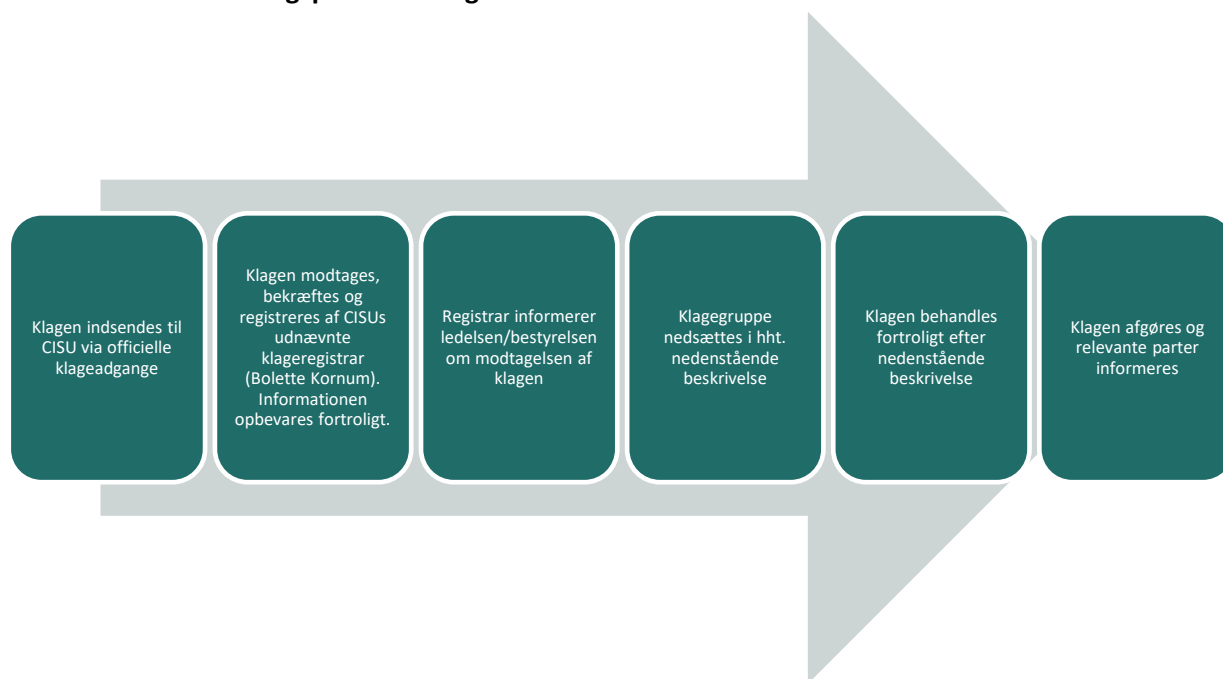 Klagen indsendes til
CISU via officielle
klageadgange
Klagen modtages,
bekræftes og
registreres af CISUs
udnævnte
klageregistrar
(Bolette Kornum).
Informationen
opbevares fortroligt.
Registrar informerer
ledelsen/bestyrelsen
om modtagelsen af
klagen
Klagegruppe
nedsættes i hht.
nedenstående
beskrivelse
Klagen behandles
fortroligt efter
nedenstående
beskrivelse
Klagen afgøres og
relevante parter
informeres